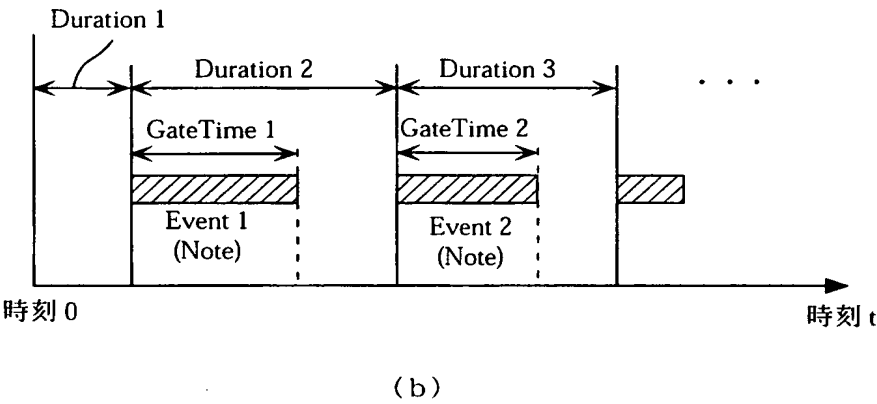 Duration 1
Duration 2
Duration 3
. . .
GateTime 1
GateTime 2
Event 1
(Note)
Event 2
(Note)
時刻 0
時刻 t
(b)